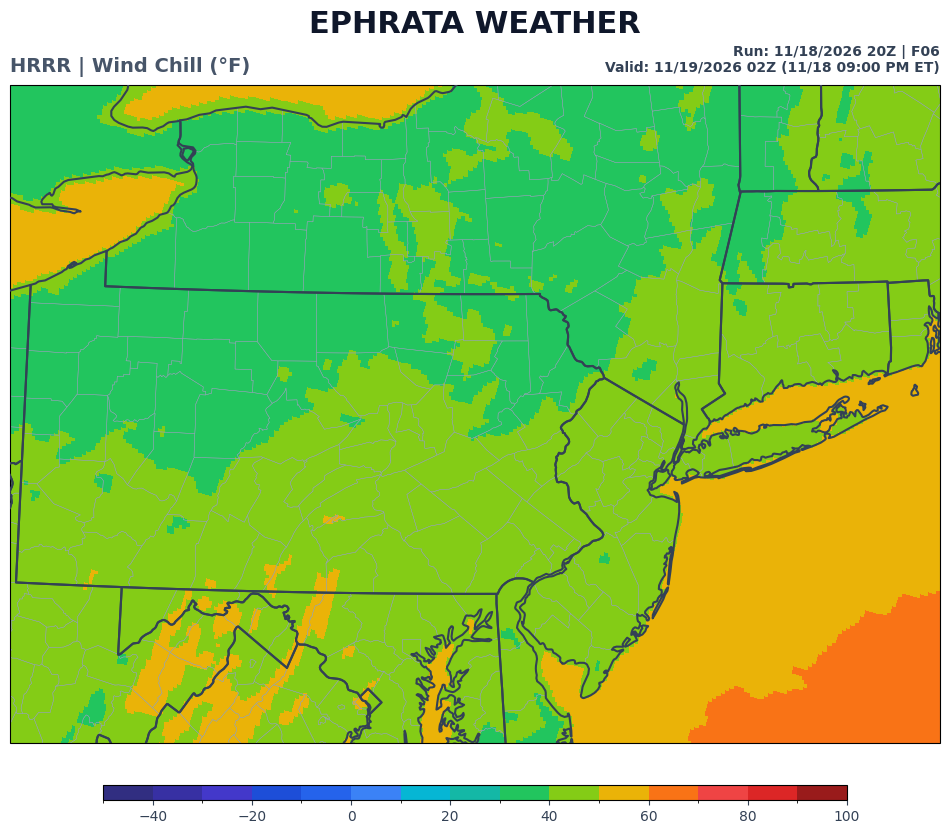 EPHRATA WEATHER
HRRR | Wind Chill (°F)
Run: 11/18/2026 20Z | F06
Valid: 11/19/2026 02Z (11/18 09:00 PM ET)
−40 −20 0 20 40 60 80 100